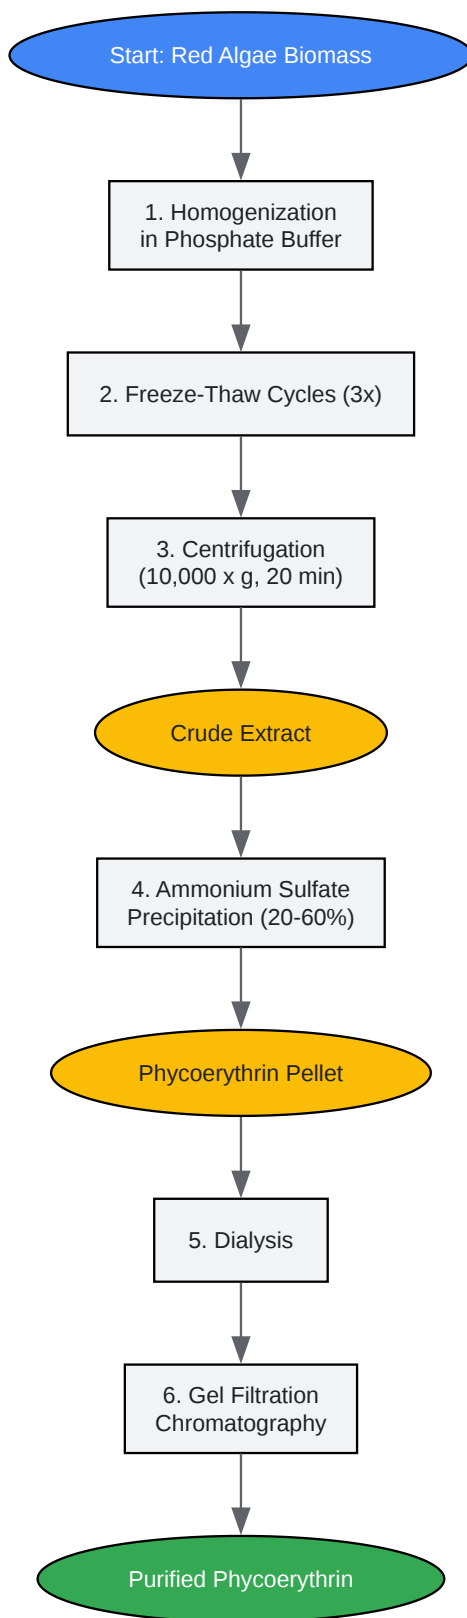 Start: Red Algae Biomass
1. Homogenization
in Phosphate Buffer
2. Freeze-Thaw Cycles (3x)
3. Centrifugation
(10,000 x g, 20 min)
Crude Extract
4. Ammonium Sulfate
Precipitation (20-60%)
Phycoerythrin Pellet
5. Dialysis
6. Gel Filtration
Chromatography
Purified Phycoerythrin